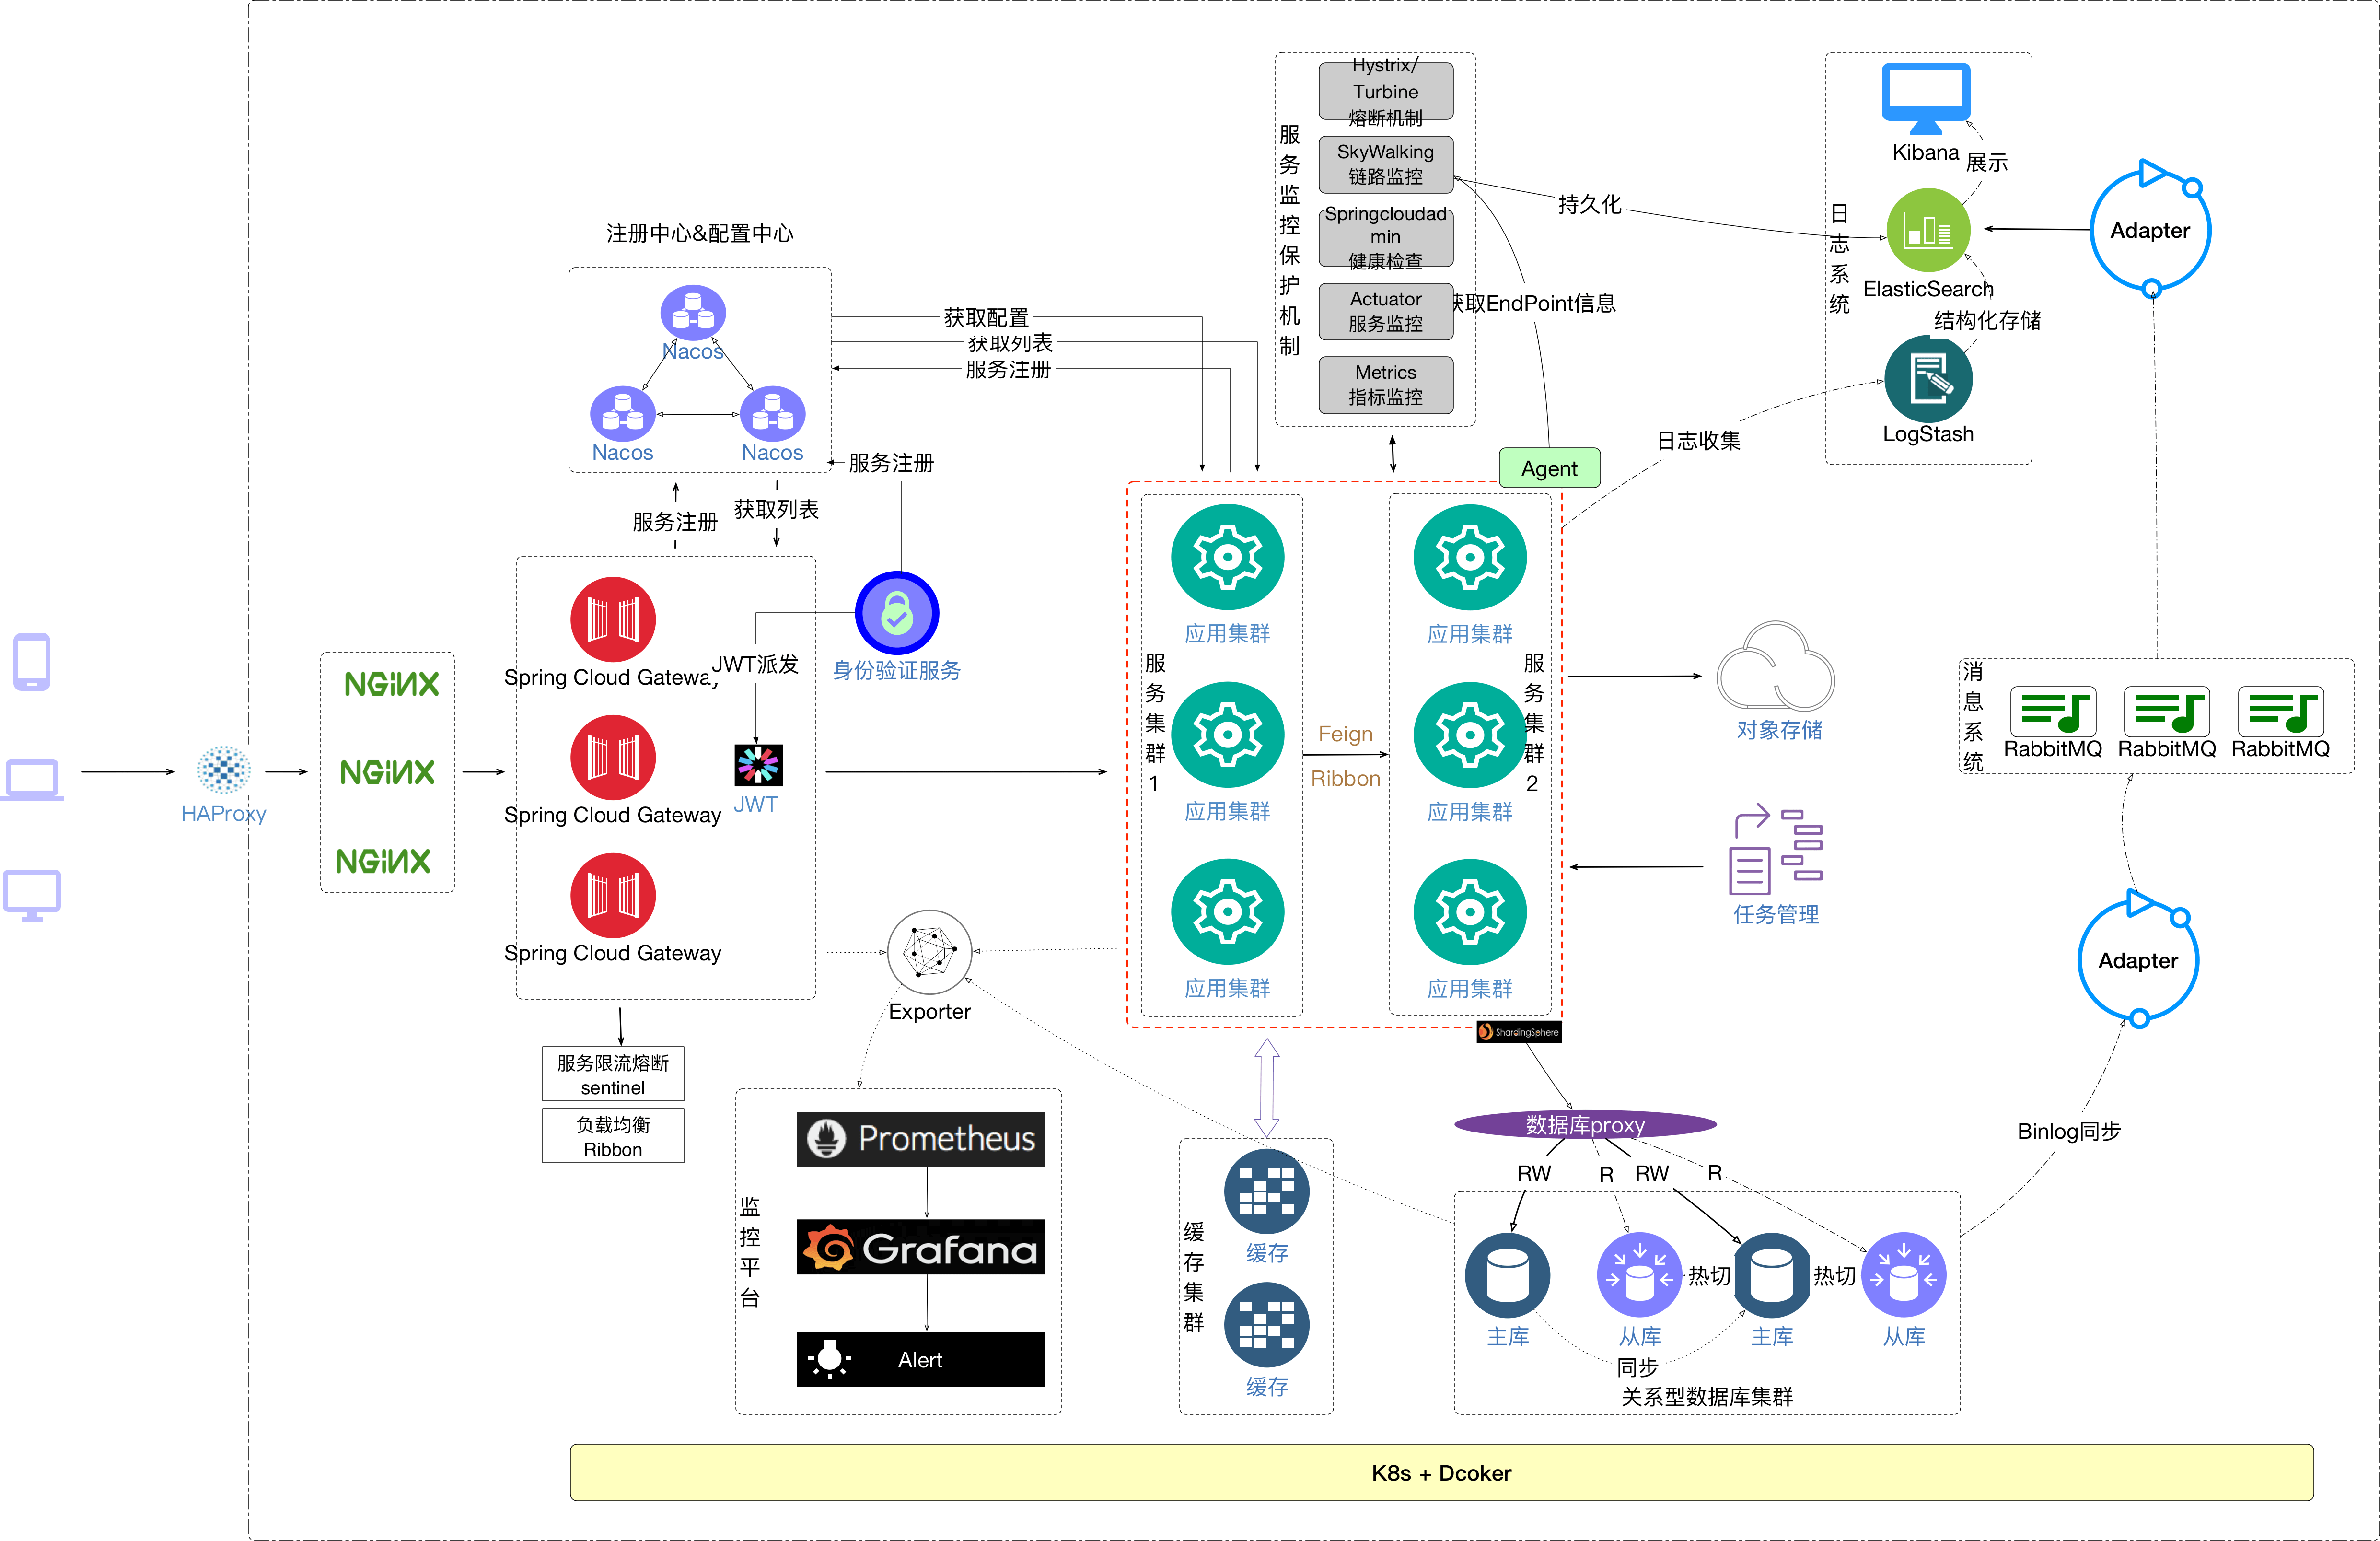 HAProxy
NGINX
NGINX
NGINX
注册中心&配置中心
Nacos
Nacos
Nacos
获取配置
获取列表
服务注册
服务注册
服务注册
获取列表
Spring Cloud Gateway
Spring Cloud Gateway
Spring Cloud Gateway
JWT派发
身份验证服务
JWT
服务限流熔断
sentinel
负载均衡
Ribbon
Exporter
监控平台
Prometheus
Grafana
Alert
服务监控保护机制
Hystrix/
Turbine
熔断机制
SkyWalking
链路监控
Springcloudad
min
健康检查
Actuator
服务监控
Metrics
指标监控
持久化
获取EndPoint信息
Agent
日志收集
服务集群1
应用集群
应用集群
应用集群
Feign
Ribbon
服务集群2
应用集群
应用集群
应用集群
ShardingSphere
缓存集群
缓存
缓存
数据库proxy
RW
R
RW
R
主库
从库
热切
主库
热切
从库
同步
关系型数据库集群
对象存储
任务管理
日志系统
Kibana
展示
ElasticSearch
结构化存储
LogStash
Adapter
消息系统
RabbitMQ
RabbitMQ
RabbitMQ
Adapter
Binlog同步
K8s + Dcoker